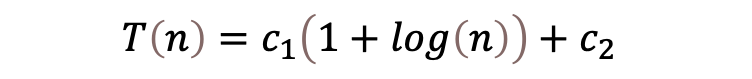 T(n) = c₁(1 + log(n)) + c₂